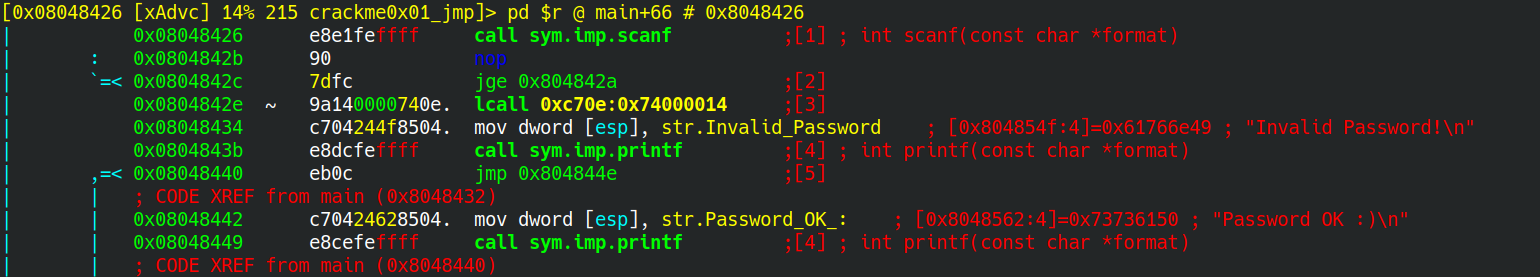 [0x08048426 [xAdvc] 14% 215 crackme0x01_jmp]> pd $r @ main+66 # 0x8048426
|           0x08048426      e8e1feffff     call sym.imp.scanf          ;[1] ; int scanf(const char *format)
|       :   0x0804842b      90             nop
|       `=< 0x0804842c      7dfc           jge 0x804842a               ;[2]
|           0x0804842e  ~   9a140000740e.  lcall 0xc70e:0x74000014     ;[3]
|           0x08048434      c704244f8504.  mov dword [esp], str.Invalid_Password    ; [0x804854f:4]=0x61766e49 ; "Invalid Password!\n"
|           0x0804843b      e8dcfeffff     call sym.imp.printf         ;[4] ; int printf(const char *format)
|       ,=< 0x08048440      eb0c           jmp 0x804844e               ;[5]
|       |   ; CODE XREF from main (0x8048432)
|       |   0x08048442      c70424628504.  mov dword [esp], str.Password_OK_:    ; [0x8048562:4]=0x73736150 ; "Password OK :)\n"
|       |   0x08048449      e8cefeffff     call sym.imp.printf         ;[4] ; int printf(const char *format)
|       |   ; CODE XREF from main (0x8048440)